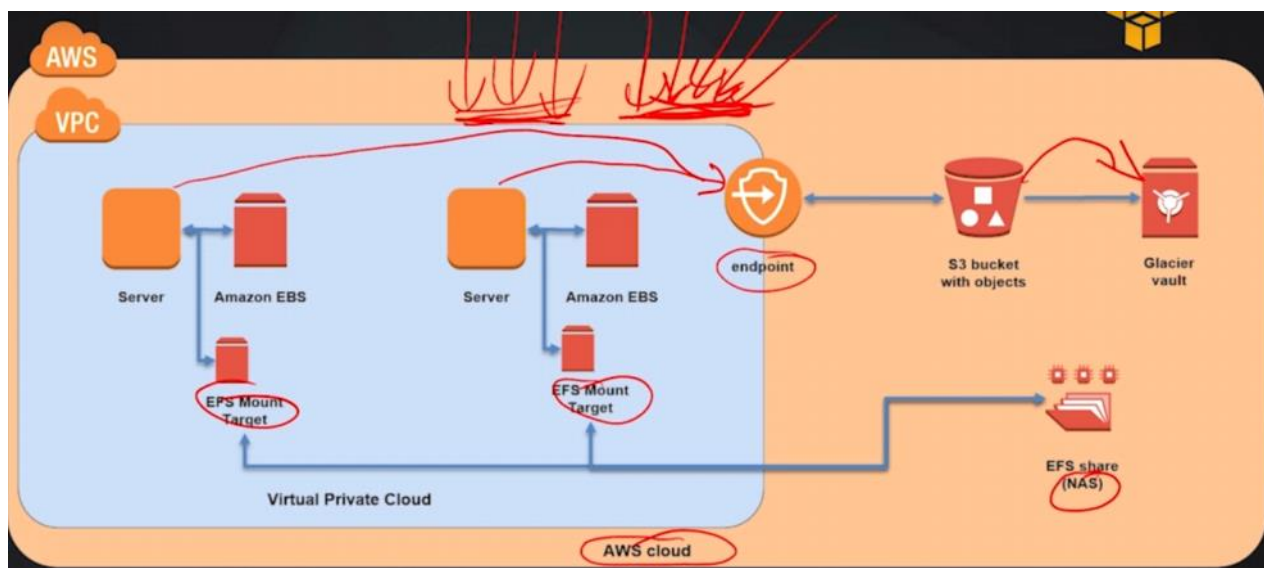 AWS
VPC
endpoint
S3 bucket
with objects
Glacier
vault
Server
Amazon EBS
Server
Amazon EBS
EFS Mount
Target
EFS Mount
Target
EFS share
(NAS)
Virtual Private Cloud
AWS cloud